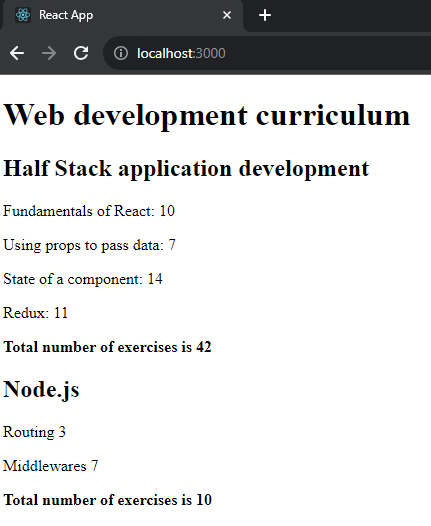 React App
localhost:3000
Web development curriculum
Half Stack application development
Fundamentals of React: 10
Using props to pass data: 7
State of a component: 14
Redux: 11
Total number of exercises is 42
Node.js
Routing 3
Middlewares 7
Total number of exercises is 10